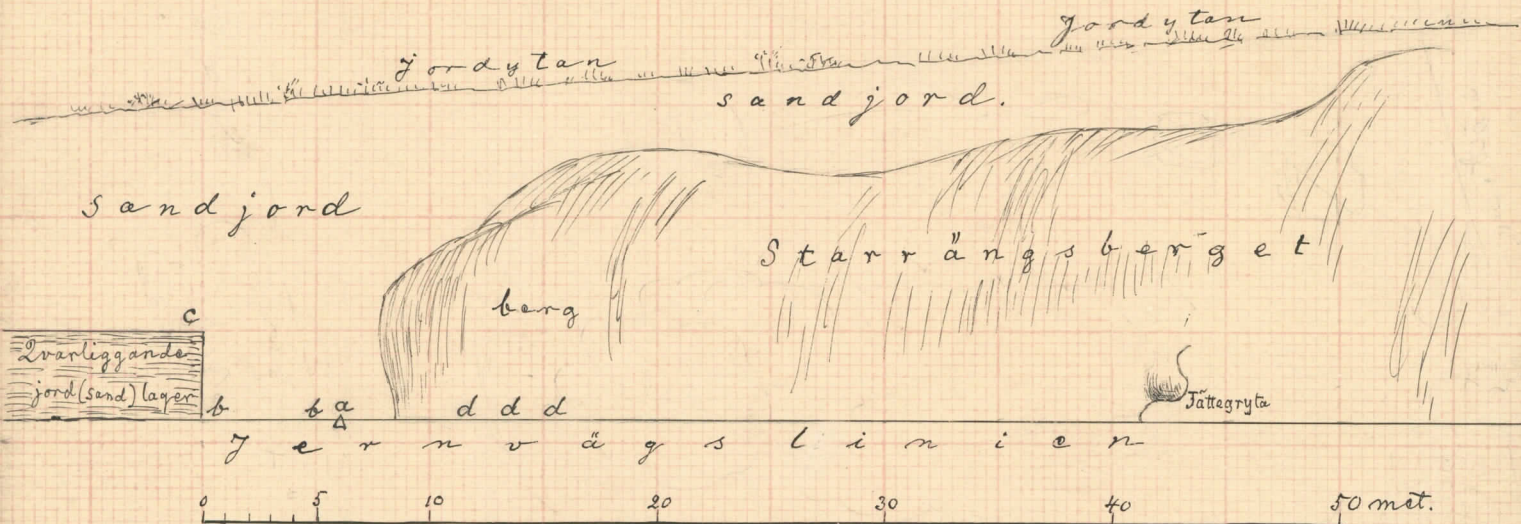 Jordytan
Jordytan
sandjord.
Sandjord
Starrängsberget
berg
c
Qvarliggande
jord(sand)lager
b b a d d d
Jättegryta
Jernvägslinien
0 5 10 20 30 40 50 met.